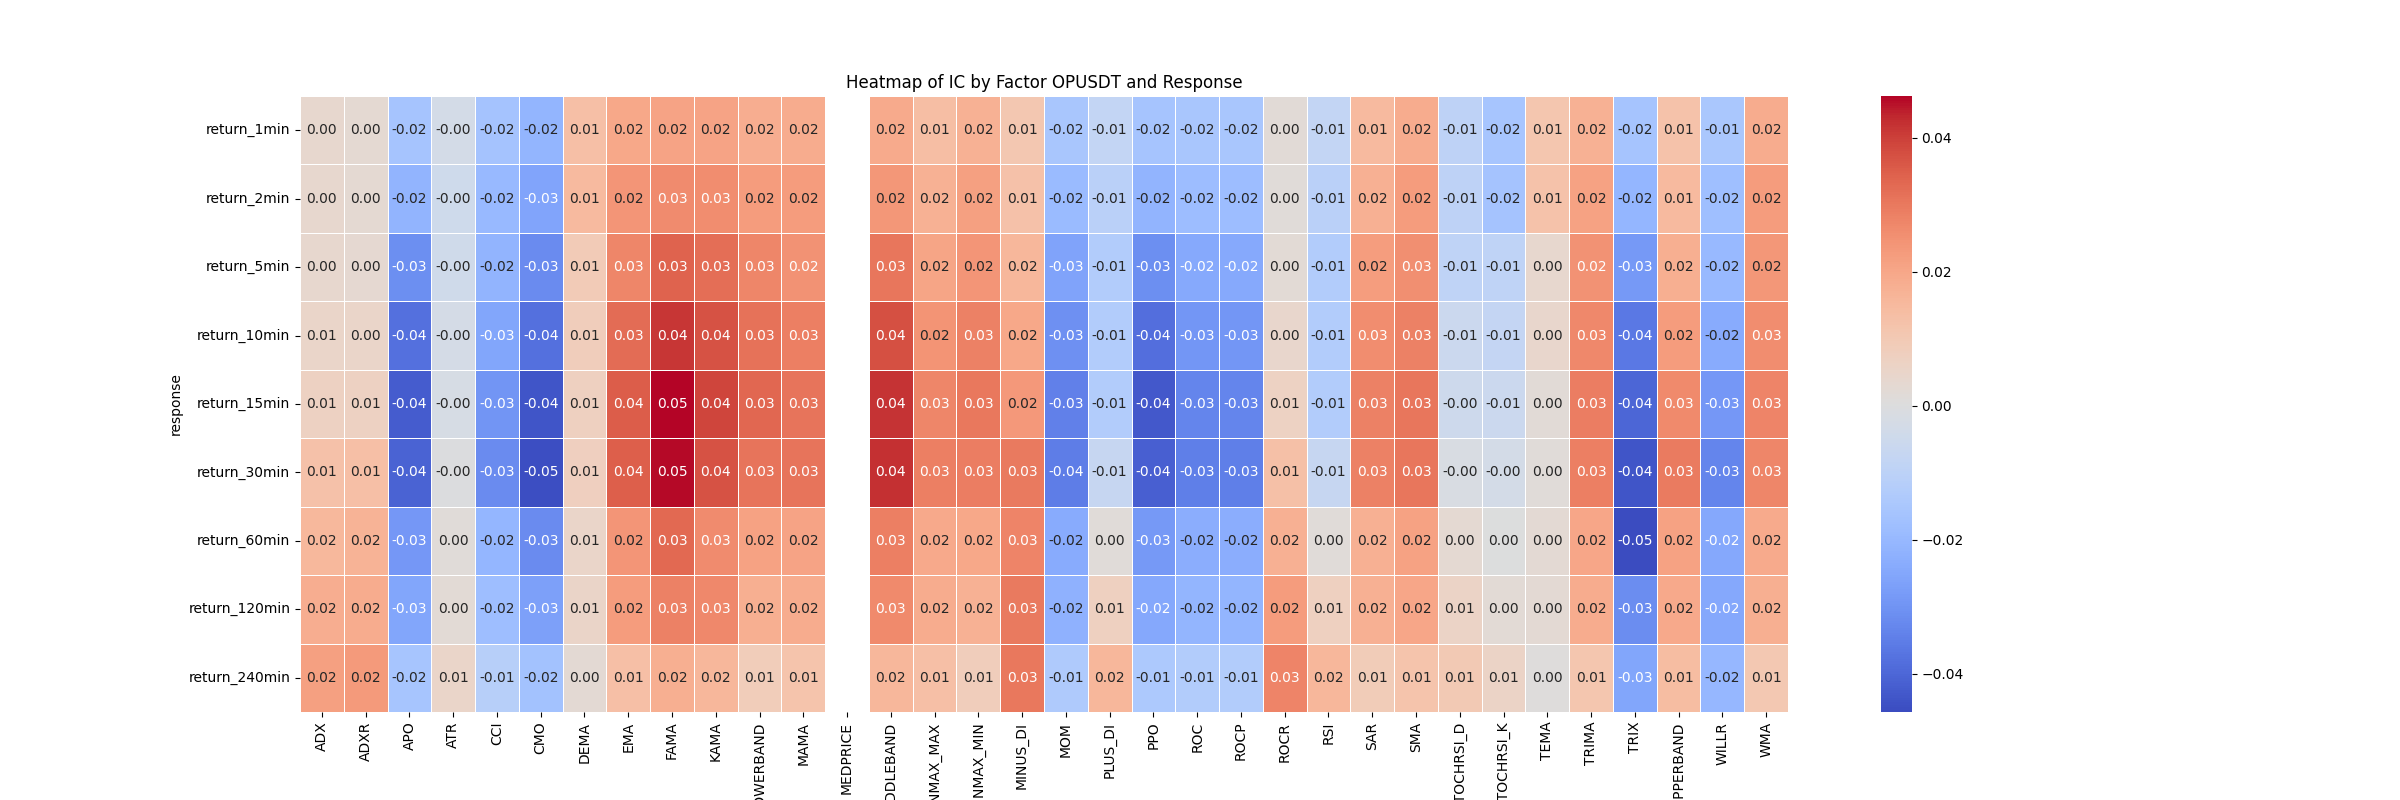 Heatmap of IC by Factor OPUSDT and Response
response
return_1min 0.00 0.00 -0.02 -0.00 -0.02 -0.02 0.01 0.02 0.02 0.02 0.02 0.02 0.02 0.01 0.02 0.01 -0.02 -0.01 -0.02 -0.02 -0.02 0.00 -0.01 0.01 0.02 -0.01 -0.02 0.01 0.02 -0.02 0.01 -0.01 0.02
return_2min 0.00 0.00 -0.02 -0.00 -0.02 -0.03 0.01 0.02 0.03 0.03 0.02 0.02 0.02 0.02 0.02 0.01 -0.02 -0.01 -0.02 -0.02 -0.02 0.00 -0.01 0.02 0.02 -0.01 -0.02 0.01 0.02 -0.02 0.01 -0.02 0.02
return_5min 0.00 0.00 -0.03 -0.00 -0.02 -0.03 0.01 0.03 0.03 0.03 0.03 0.02 0.03 0.02 0.02 0.02 -0.03 -0.01 -0.03 -0.02 -0.02 0.00 -0.01 0.02 0.03 -0.01 -0.01 0.00 0.02 -0.03 0.02 -0.02 0.02
return_10min 0.01 0.00 -0.04 -0.00 -0.03 -0.04 0.01 0.03 0.04 0.04 0.03 0.03 0.04 0.02 0.03 0.02 -0.03 -0.01 -0.04 -0.03 -0.03 0.00 -0.01 0.03 0.03 -0.01 -0.01 0.00 0.03 -0.04 0.02 -0.02 0.03
return_15min 0.01 0.01 -0.04 -0.00 -0.03 -0.04 0.01 0.04 0.05 0.04 0.03 0.03 0.04 0.03 0.03 0.02 -0.03 -0.01 -0.04 -0.03 -0.03 0.01 -0.01 0.03 0.03 -0.00 -0.01 0.00 0.03 -0.04 0.03 -0.03 0.03
return_30min 0.01 0.01 -0.04 -0.00 -0.03 -0.05 0.01 0.04 0.05 0.04 0.03 0.03 0.04 0.03 0.03 0.03 -0.04 -0.01 -0.04 -0.03 -0.03 0.01 -0.01 0.03 0.03 -0.00 -0.00 0.00 0.03 -0.04 0.03 -0.03 0.03
return_60min 0.02 0.02 -0.03 0.00 -0.02 -0.03 0.01 0.02 0.03 0.03 0.02 0.02 0.03 0.02 0.02 0.03 -0.02 0.00 -0.03 -0.02 -0.02 0.02 0.00 0.02 0.02 0.00 0.00 0.00 0.02 -0.05 0.02 -0.02 0.02
return_120min 0.02 0.02 -0.03 0.00 -0.02 -0.03 0.01 0.02 0.03 0.03 0.02 0.02 0.03 0.02 0.02 0.03 -0.02 0.01 -0.02 -0.02 -0.02 0.02 0.01 0.02 0.02 0.01 0.00 0.00 0.02 -0.03 0.02 -0.02 0.02
return_240min 0.02 0.02 -0.02 0.01 -0.01 -0.02 0.00 0.01 0.02 0.02 0.01 0.01 0.02 0.01 0.01 0.03 -0.01 0.02 -0.01 -0.01 -0.01 0.03 0.02 0.01 0.01 0.01 0.01 0.00 0.01 -0.03 0.01 -0.02 0.01
ADX
ADXR
APO
ATR
CCI
CMO
DEMA
EMA
FAMA
KAMA
OWERBAND
MAMA
MEDPRICE
DDLEBAND
NMAX_MAX
NMAX_MIN
MINUS_DI
MOM
PLUS_DI
PPO
ROC
ROCP
ROCR
RSI
SAR
SMA
TOCHRSI_D
TOCHRSI_K
TEMA
TRIMA
TRIX
PPERBAND
WILLR
WMA
0.04
0.02
0.00
−0.02
−0.04